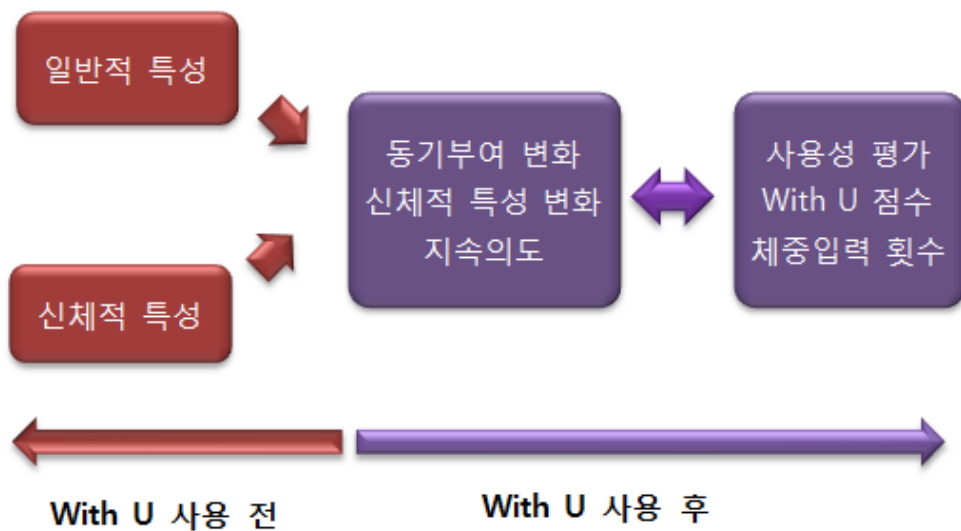 일반적 특성
신체적 특성
동기부여 변화
신체적 특성 변화
지속의도
사용성 평가
With U 점수
체중입력 횟수
With U 사용 전
With U 사용 후